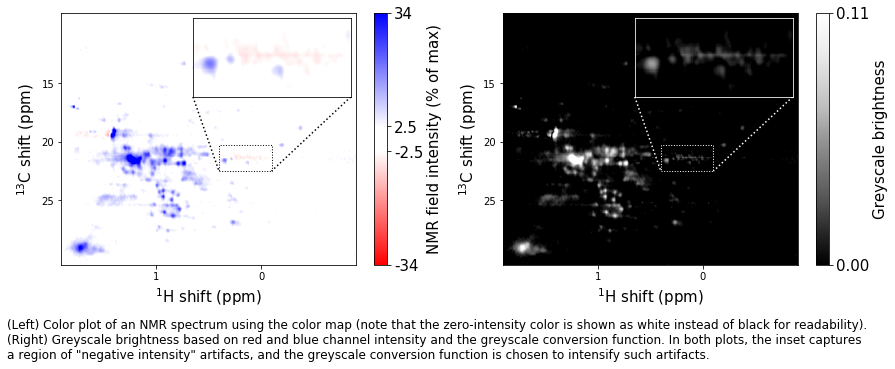 34
2.5
-2.5
-34
NMR field intensity (% of max)
15
20
25
13C shift (ppm)
1
0
1H shift (ppm)
0.11
0.00
Greyscale brightness
15
20
25
13C shift (ppm)
1
0
1H shift (ppm)
(Left) Color plot of an NMR spectrum using the color map (note that the zero-intensity color is shown as white instead of black for readability).
(Right) Greyscale brightness based on red and blue channel intensity and the greyscale conversion function. In both plots, the inset captures
a region of "negative intensity" artifacts, and the greyscale conversion function is chosen to intensify such artifacts.